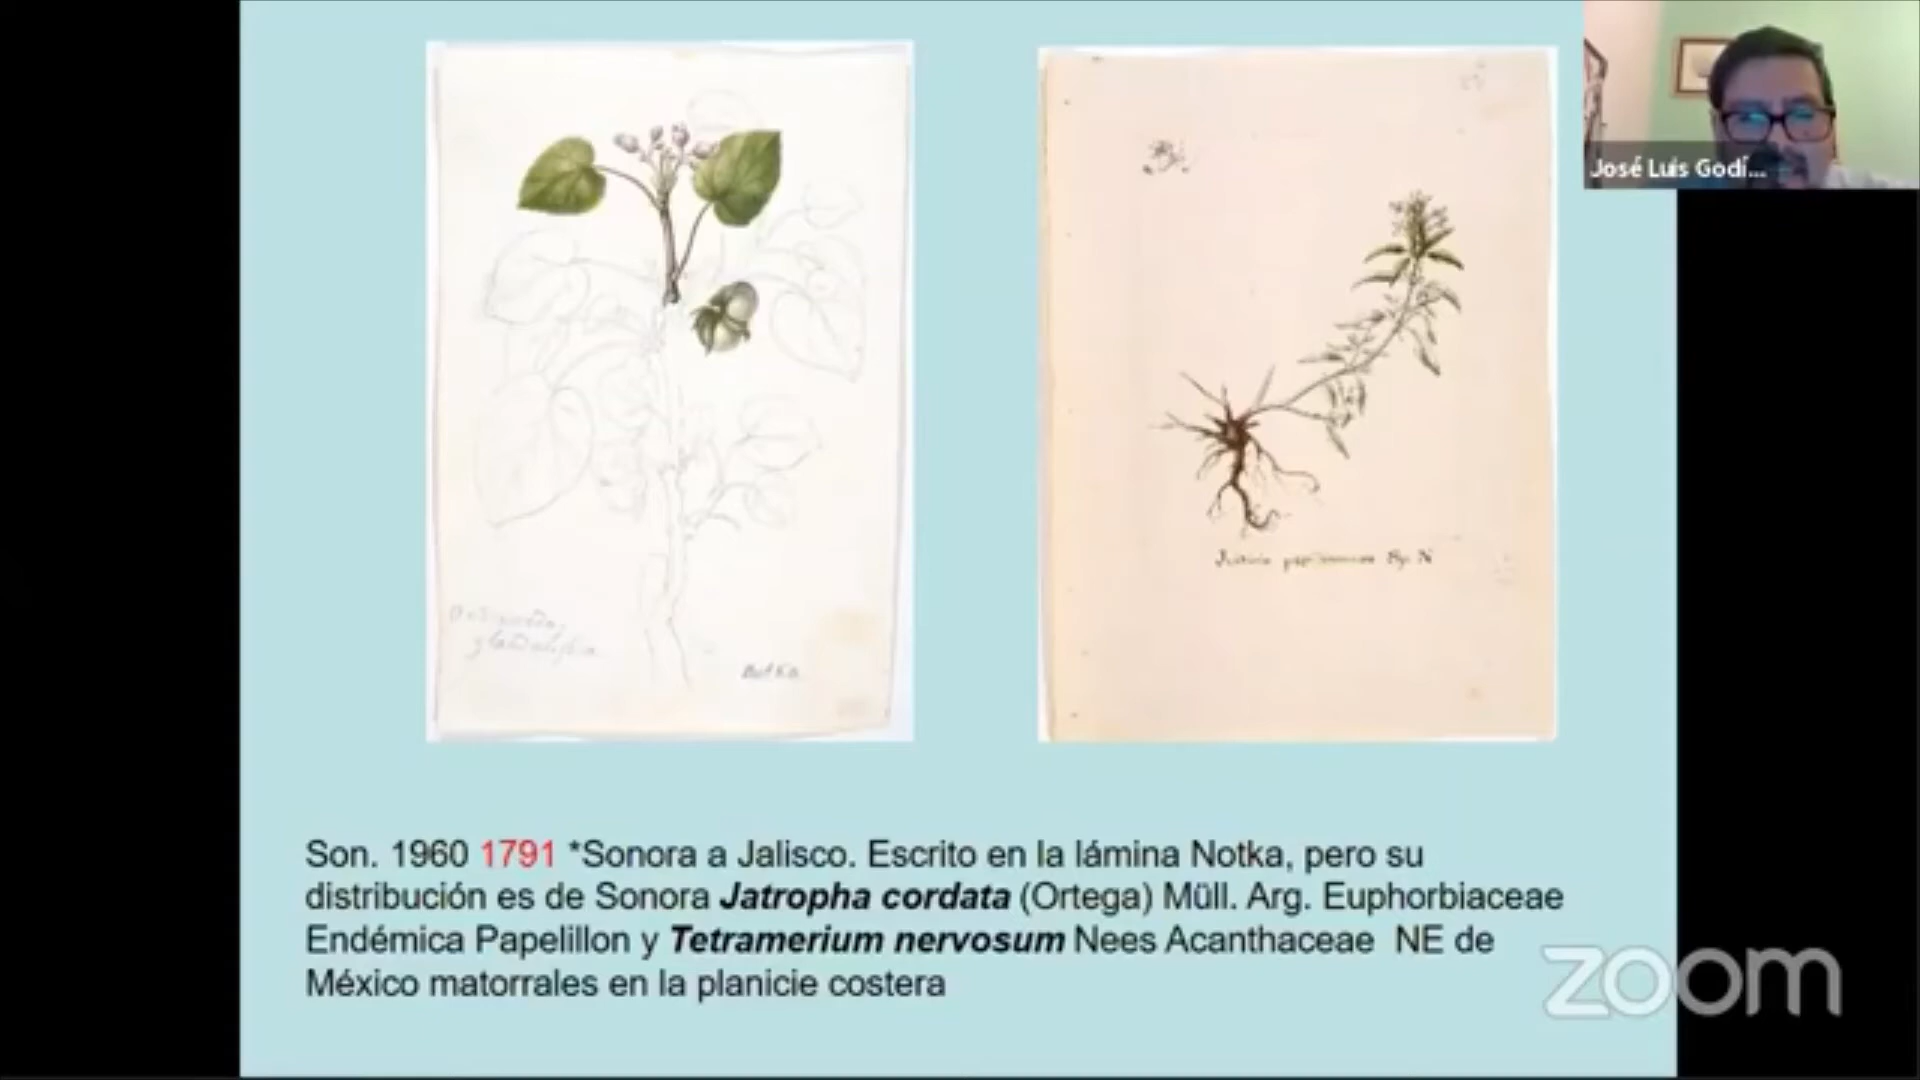 José Luis Godí...
Sp. N
Son. 1960 1791 *Sonora a Jalisco. Escrito en la lámina Notka, pero su
distribución es de Sonora Jatropha cordata (Ortega) Müll. Arg. Euphorbiaceae
Endémica Papelillon y Tetramerium nervosum Nees Acanthaceae NE de
México matorrales en la planicie costera
zoom